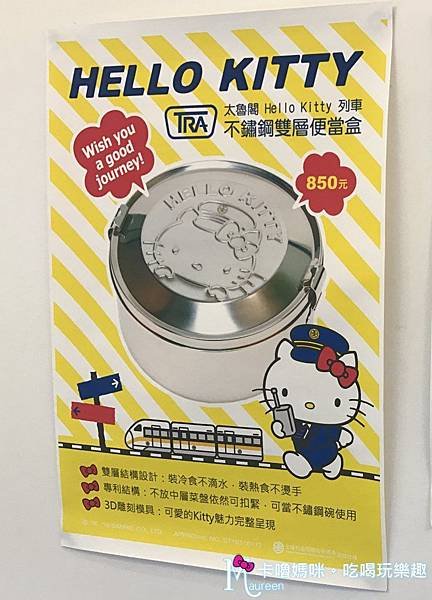 HELLO KITTY
TRA
太魯閣 Hello Kitty 列車
不鏽鋼雙層便當盒
Wish you
a good
journey!
850元
HELLO KITTY
雙層結構設計：裝冷食不滴水，裝熱食不燙手
專利結構：不放中層菜盤依然可扣緊，可當不鏽鋼碗使用
3D雕刻模具：可愛的Kitty魅力完整呈現
卡嚕媽咪。吃喝玩樂趣
Maureen